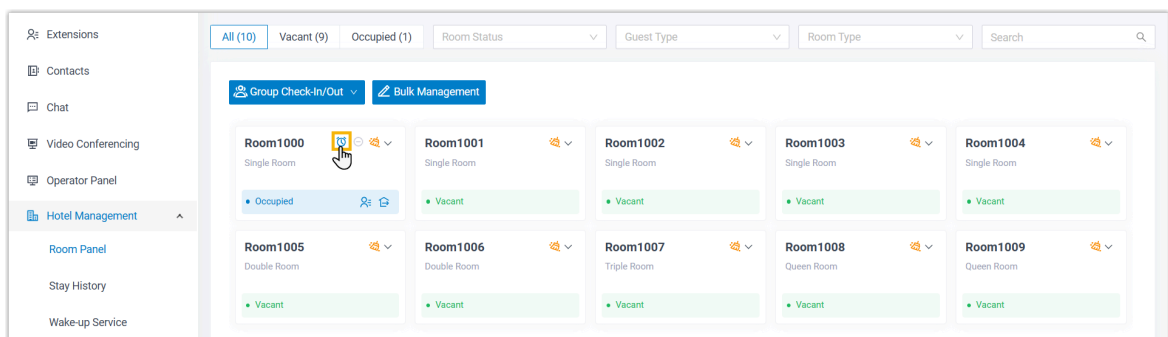 Extensions
Contacts
Chat
Video Conferencing
Operator Panel
Hotel Management
Room Panel
Stay History
Wake-up Service
All (10) Vacant (9) Occupied (1) Room Status Guest Type Room Type Search
Group Check-In/Out Bulk Management
Room1000 Room1001 Room1002 Room1003 Room1004
Single Room Single Room Single Room Single Room Single Room
Occupied Vacant Vacant Vacant Vacant
Room1005 Room1006 Room1007 Room1008 Room1009
Double Room Double Room Triple Room Queen Room Queen Room
Vacant Vacant Vacant Vacant Vacant